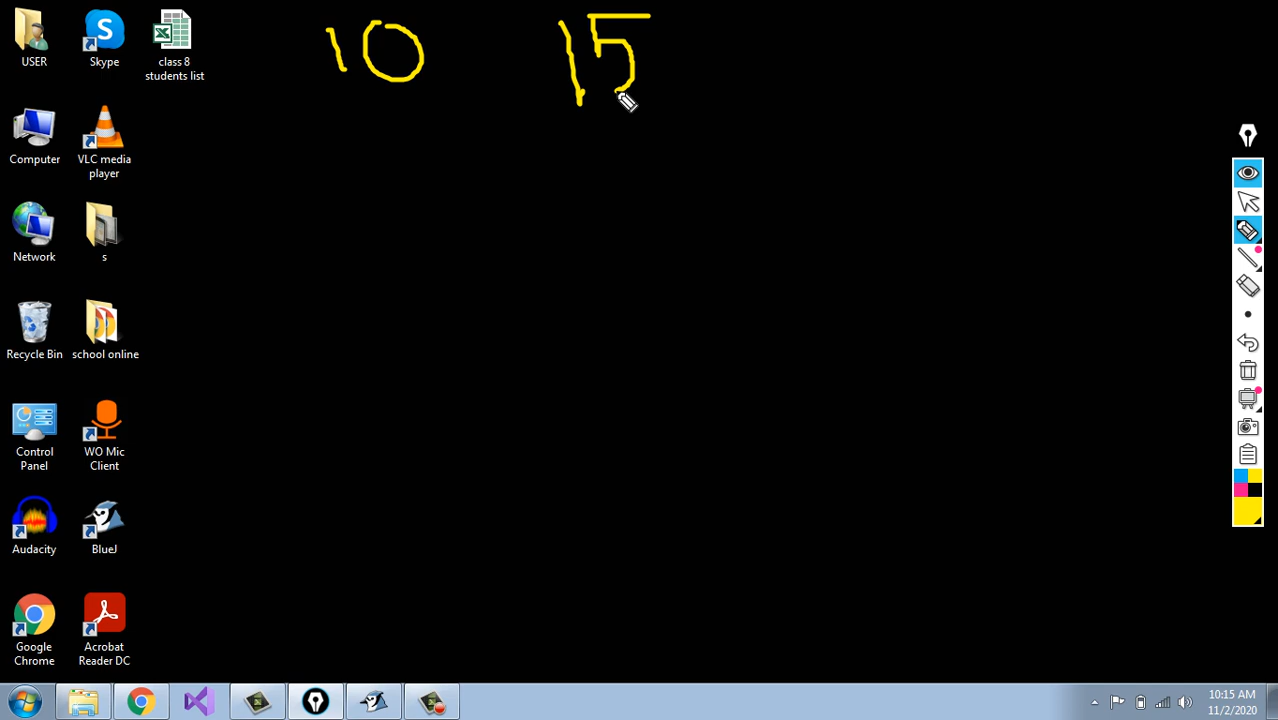 10 15
USER
Skype
class 8
students list
Computer
VLC media
player
Network
s
Recycle Bin
school online
Control
Panel
WO Mic
Client
Audacity
BlueJ
Google
Chrome
Acrobat
Reader DC
10:15 AM
11/2/2020